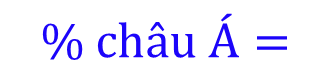 % châu Á =